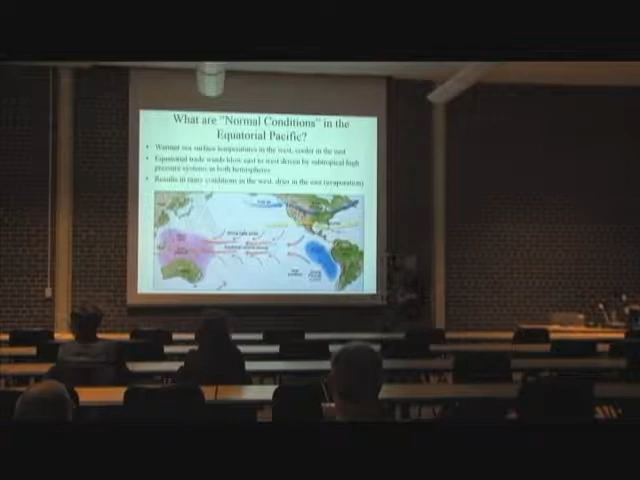 What are "Normal Conditions" in the
Equatorial Pacific?
• Warmer sea surface temperatures in the west, cooler in the east
• Equatorial trade winds blow east to west driven by subtropical high
pressure systems in both hemispheres
• Results in rainy conditions in the west, drier in the east (evaporation)